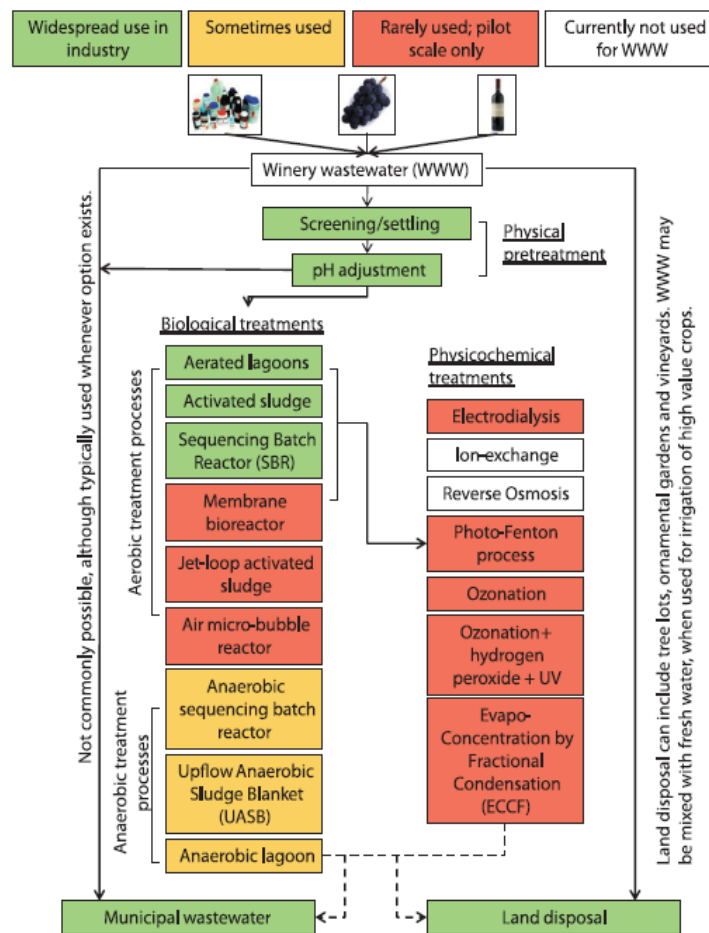 Widespread use in
industry
Sometimes used
Rarely used; pilot
scale only
Currently not used
for WWW
Winery wastewater (WWW)
Screening/settling
Physical
pretreatment
pH adjustment
Not commonly possible, although typically used whenever option exists.
Biological treatments
Aerobic treatment processes
Aerated lagoons
Activated sludge
Sequencing Batch
Reactor (SBR)
Membrane
bioreactor
Jet-loop activated
sludge
Air micro-bubble
reactor
Anaerobic treatment
processes
Anaerobic
sequencing batch
reactor
Upflow Anaerobic
Sludge Blanket
(UASB)
Anaerobic lagoon
Physicochemical
treatments
Electrodialysis
Ion-exchange
Reverse Osmosis
Photo-Fenton
process
Ozonation
Ozonation+
hydrogen
peroxide + UV
Evapo-
Concentration by
Fractional
Condensation
(ECCF)
Land disposal can include tree lots, ornamental gardens and vineyards. WWW may
be mixed with fresh water, when used for irrigation of high value crops.
Municipal wastewater
Land disposal